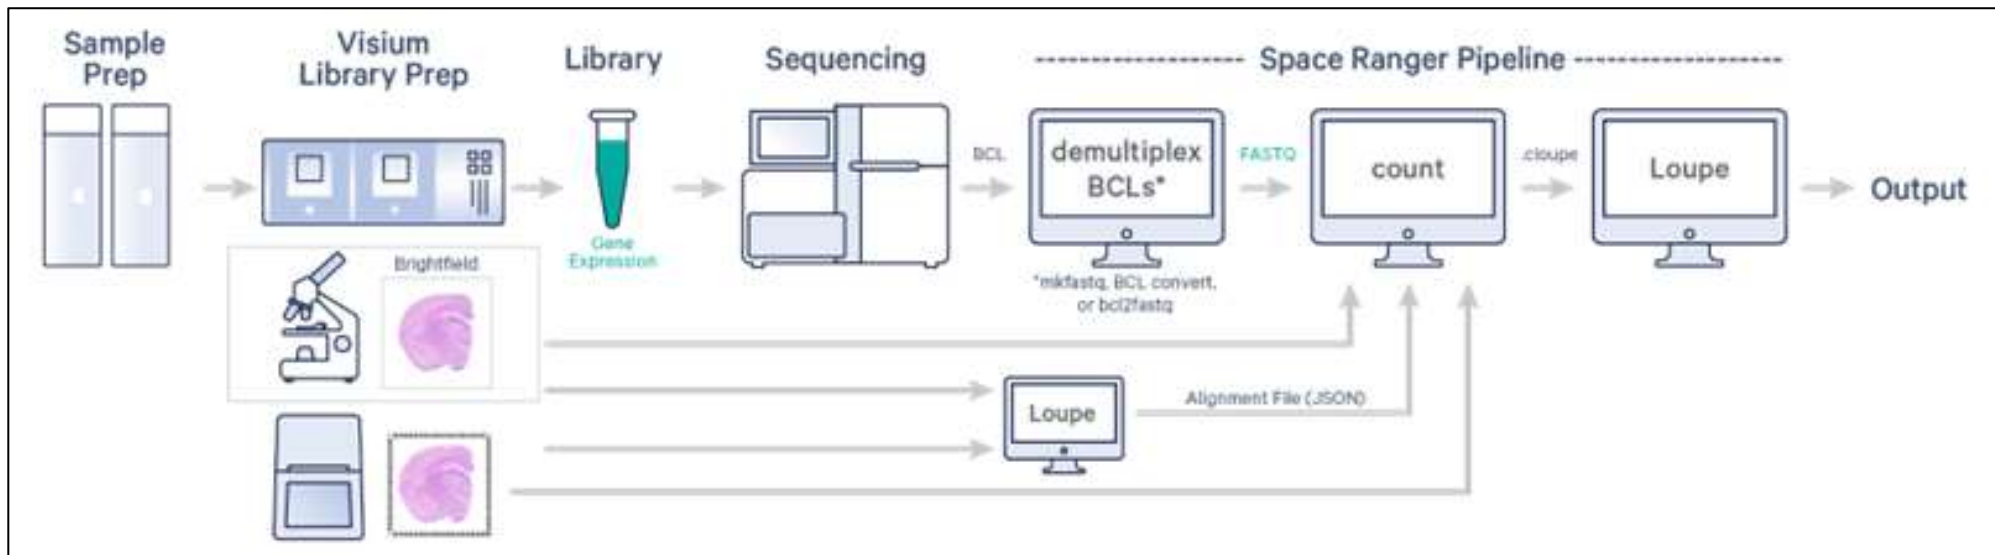 Sample
Prep
Visium
Library Prep
Library
Sequencing
Space Ranger Pipeline
BCL
demultiplex
BCLs*
FASTQ
count
.cloupe
Loupe
Output
Gene
Expression
*mkfastq, BCL convert,
or bcl2fastq
Brightfield
Loupe
Alignment File (JSON)